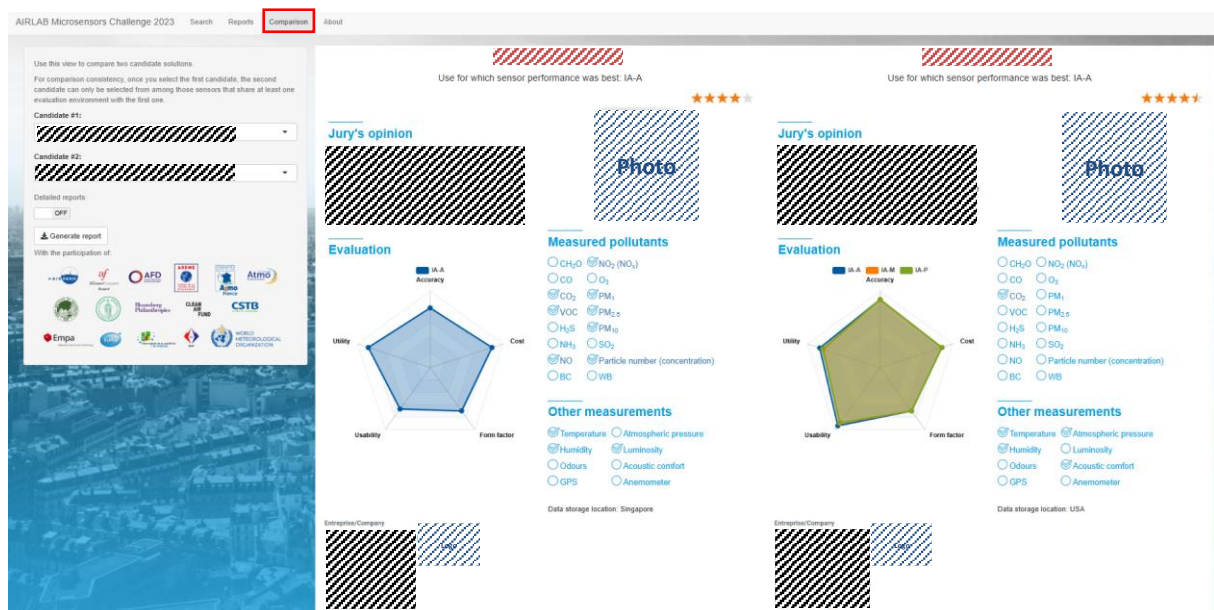 AIRLAB Microsensors Challenge 2023 Search Reports Comparison About
Use this view to compare two candidate solutions.
For comparison consistency, once you select the first candidate, the second
candidate can only be selected from among those sensors that share at least one
evaluation environment with the first one.
Candidate #1:
Candidate #2:
Detailed reports:
OFF
Generate report
With the participation of:
AFD
ADEME
Atmo
France
Atmo
Bloomberg
Philanthropies
CLEAN
AIR
FUND
CSTB
Empa
WORLD
METEOROLOGICAL
ORGANIZATION
Use for which sensor performance was best: IA-A
Jury's opinion
Photo
Evaluation
IA-A
Accuracy
Utility
Cost
Usability
Form factor
Measured pollutants
CH₂O NO₂ (NOₓ)
CO O₃
CO₂ PM₁
VOC PM₂.₅
H₂S PM₁₀
NH₃ SO₂
NO Particle number (concentration)
BC WB
Other measurements
Temperature Atmospheric pressure
Humidity Luminosity
Odours Acoustic comfort
GPS Anemometer
Data storage location: Singapore
Entreprise/Company
Logo
Use for which sensor performance was best: IA-A
Jury's opinion
Photo
Evaluation
IA-A IA-M IA-P
Accuracy
Utility
Cost
Usability
Form factor
Measured pollutants
CH₂O NO₂ (NOₓ)
CO O₃
CO₂ PM₁
VOC PM₂.₅
H₂S PM₁₀
NH₃ SO₂
NO Particle number (concentration)
BC WB
Other measurements
Temperature Atmospheric pressure
Humidity Luminosity
Odours Acoustic comfort
GPS Anemometer
Data storage location: USA
Entreprise/Company
Logo